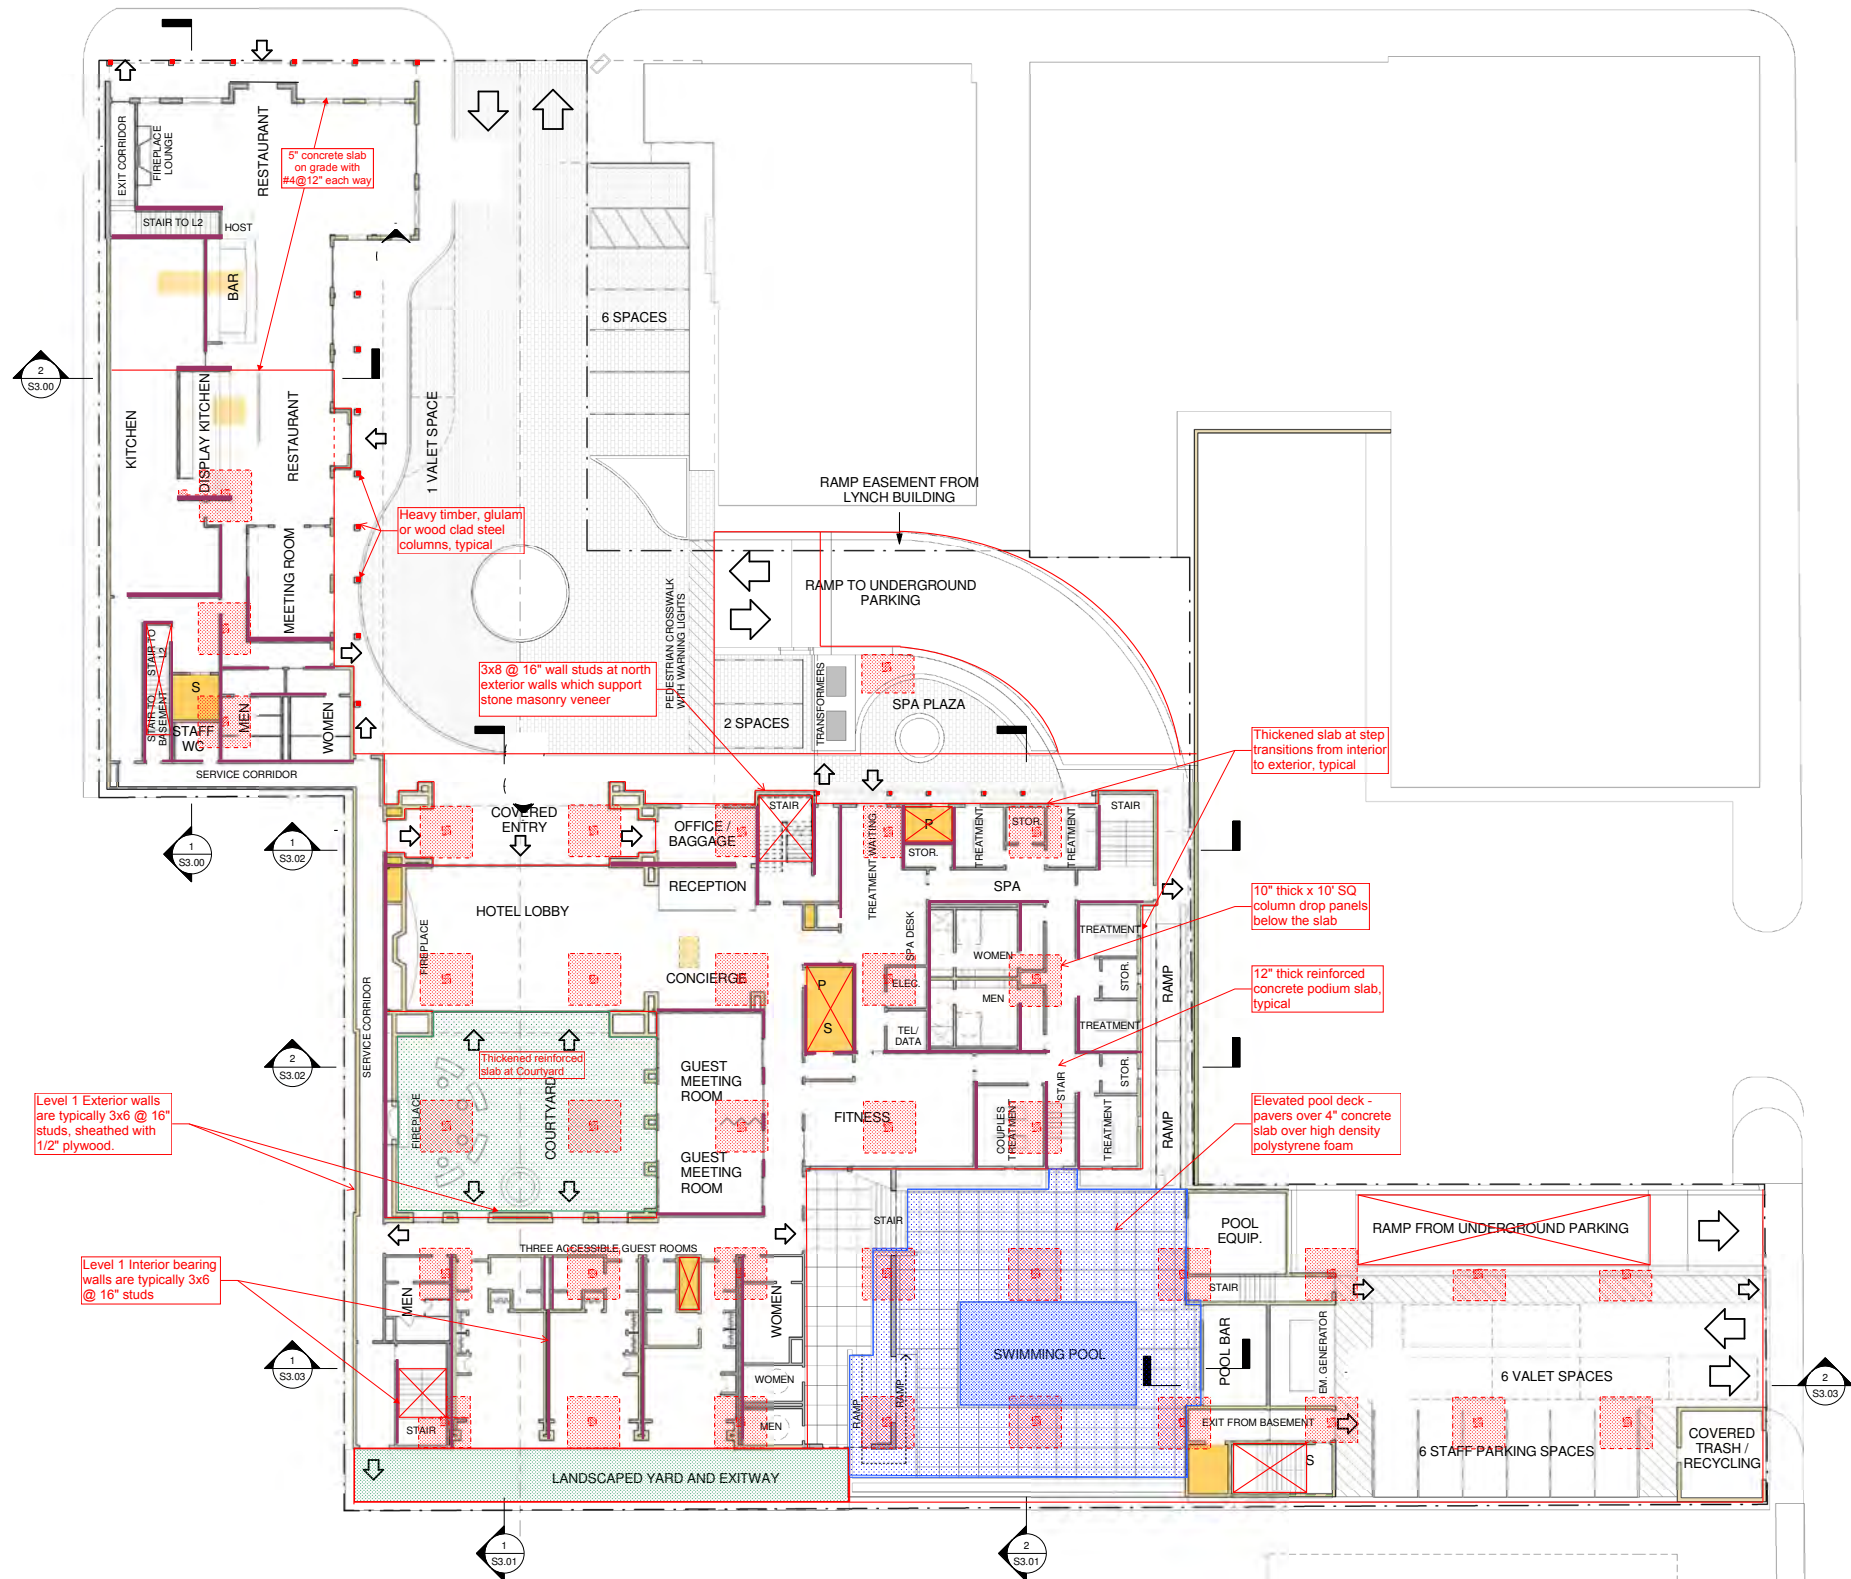 EXIT CORRIDOR
FIREPLACE
LOUNGE
RESTAURANT
5" concrete slab
on grade with
#4@12" each way
STAIR TO L2
HOST
BAR
6 SPACES
2
S3.00
KITCHEN
DISPLAY KITCHEN
RESTAURANT
1 VALET SPACE
RAMP EASEMENT FROM
LYNCH BUILDING
Heavy timber, glulam
or wood clad steel
columns, typical
MEETING ROOM
RAMP TO UNDERGROUND
PARKING
PEDESTRIAN CROSSWALK
WITH WARNING LIGHTS
3x8 @ 16" wall studs at north
exterior walls which support
stone masonry veneer
STAIR TO
L2
STAIR TO
BASEMENT
S
STAFF
WC
MEN
WOMEN
2 SPACES
TRANSFORMERS
SPA PLAZA
Thickened slab at step
transitions from interior
to exterior, typical
SERVICE CORRIDOR
1
S3.00
1
S3.02
COVERED
ENTRY
OFFICE /
BAGGAGE
STAIR
TREATMENT WAITING
P
STOR.
TREATMENT
STOR.
TREATMENT
STAIR
RECEPTION
SPA
HOTEL LOBBY
FIREPLACE
CONCIERGE
SPA DESK
ELEC.
WOMEN
MEN
TREATMENT
STOR.
RAMP
10" thick x 10' SQ
column drop panels
below the slab
12" thick reinforced
concrete podium slab,
typical
P
S
TEL/
DATA
TREATMENT
SERVICE CORRIDOR
2
S3.02
Thickened reinforced
slab at Courtyard
COURTYARD
FIREPLACE
GUEST
MEETING
ROOM
GUEST
MEETING
ROOM
FITNESS
COUPLES
TREATMENT
STAIR
STOR.
TREATMENT
RAMP
Level 1 Exterior walls
are typically 3x6 @ 16"
studs, sheathed with
1/2" plywood.
Elevated pool deck -
pavers over 4" concrete
slab over high density
polystyrene foam
STAIR
POOL
EQUIP.
RAMP FROM UNDERGROUND PARKING
THREE ACCESSIBLE GUEST ROOMS
Level 1 Interior bearing
walls are typically 3x6
@ 16" studs
MEN
WOMEN
STAIR
SWIMMING POOL
POOL BAR
EM. GENERATOR
6 VALET SPACES
1
S3.03
2
S3.03
WOMEN
MEN
STAIR
RAMP
RAMP
EXIT FROM BASEMENT
S
6 STAFF PARKING SPACES
COVERED
TRASH /
RECYCLING
LANDSCAPED YARD AND EXITWAY
1
S3.01
2
S3.01